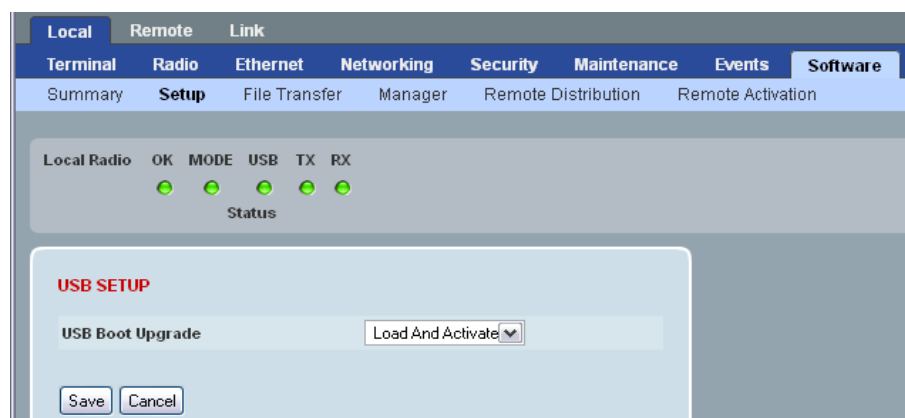 Local Remote Link
Terminal Radio Ethernet Networking Security Maintenance Events Software
Summary Setup File Transfer Manager Remote Distribution Remote Activation
Local Radio OK MODE USB TX RX
Status
USB SETUP
USB Boot Upgrade Load And Activate
Save Cancel